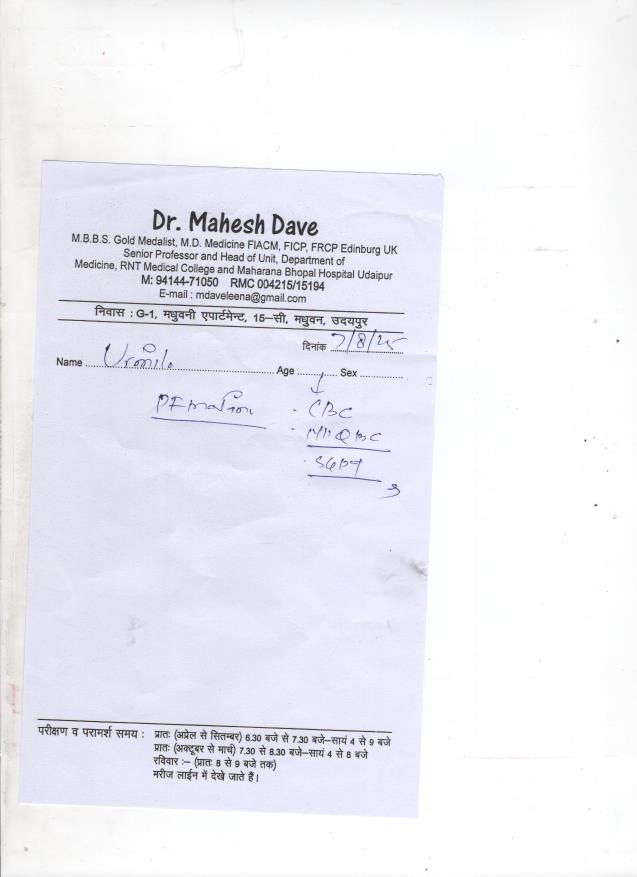 Dr. Mahesh Dave
M.B.B.S. Gold Medalist, M.D. Medicine FIACM, FICP, FRCP Edinburg UK
Senior Professor and Head of Unit, Department of
Medicine, RNT Medical College and Maharana Bhopal Hospital Udaipur
M: 94144-71050 RMC 004215/15194
E-mail : mdaveleena@gmail.com
निवास : G-1, मधुवनी एपार्टमेन्ट, 15–सी, मधुवन, उदयपुर
दिनांक 7/8/25
Name Urmila Age Sex
CBC
MP QBC
SGPT
परीक्षण व परामर्श समय : प्रातः (अप्रेल से सितम्बर) 6.30 बजे से 7.30 बजे–सायं 4 से 9 बजे
प्रातः (अक्टूबर से मार्च) 7.30 से 8.30 बजे–सायं 4 से 8 बजे
रविवार :– (प्रातः 8 से 9 बजे तक)
मरीज लाईन में देखे जाते हैं।